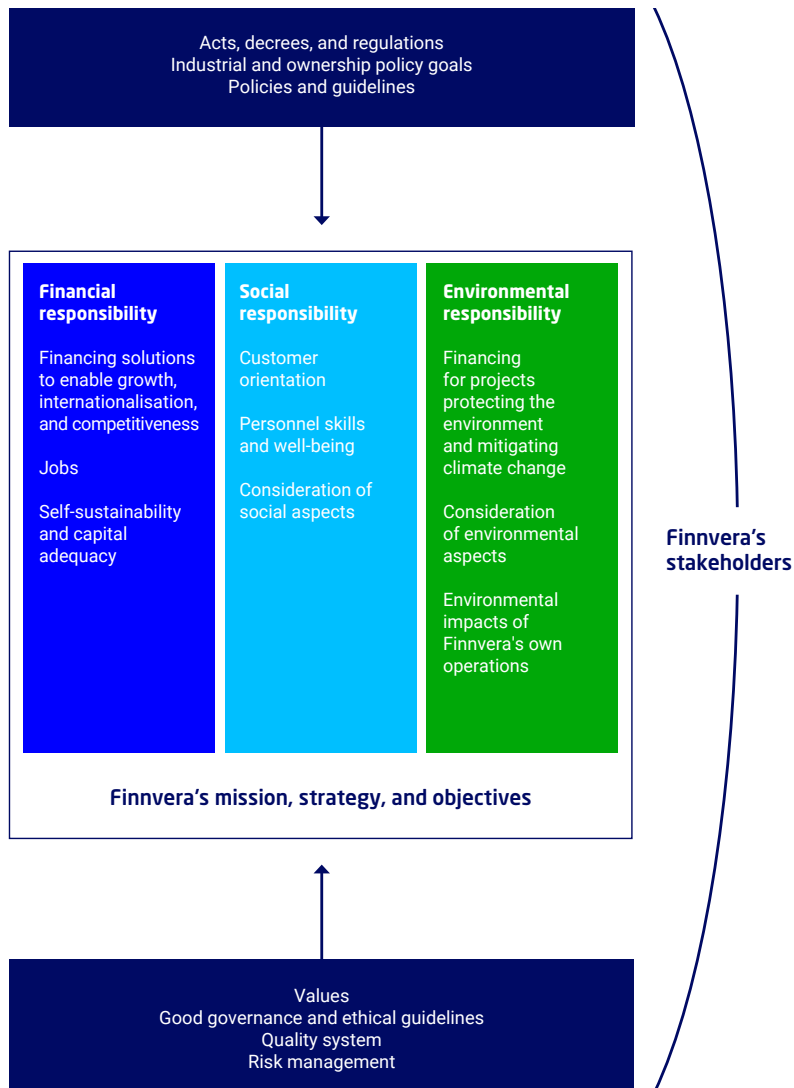 Acts, decrees, and regulations
Industrial and ownership policy goals
Policies and guidelines
Financial
responsibility
Financing solutions
to enable growth,
internationalisation,
and competitiveness
Jobs
Self-sustainability
and capital
adequacy
Social
responsibility
Customer
orientation
Personnel skills
and well-being
Consideration of
social aspects
Environmental
responsibility
Financing
for projects
protecting the
environment
and mitigating
climate change
Consideration
of environmental
aspects
Environmental
impacts of
Finnvera's own
operations
Finnvera's mission, strategy, and objectives
Finnvera's
stakeholders
Values
Good governance and ethical guidelines
Quality system
Risk management